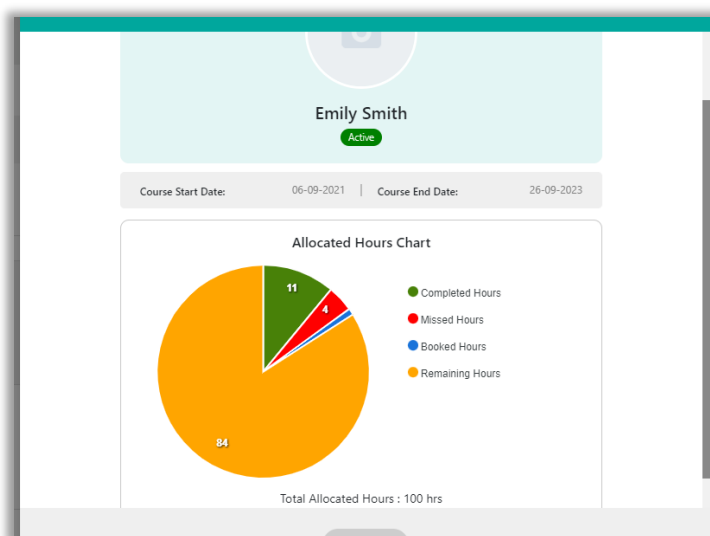 Emily Smith
Active
Course Start Date: 06-09-2021 | Course End Date: 26-09-2023
Allocated Hours Chart
11
4
84
Completed Hours
Missed Hours
Booked Hours
Remaining Hours
Total Allocated Hours : 100 hrs